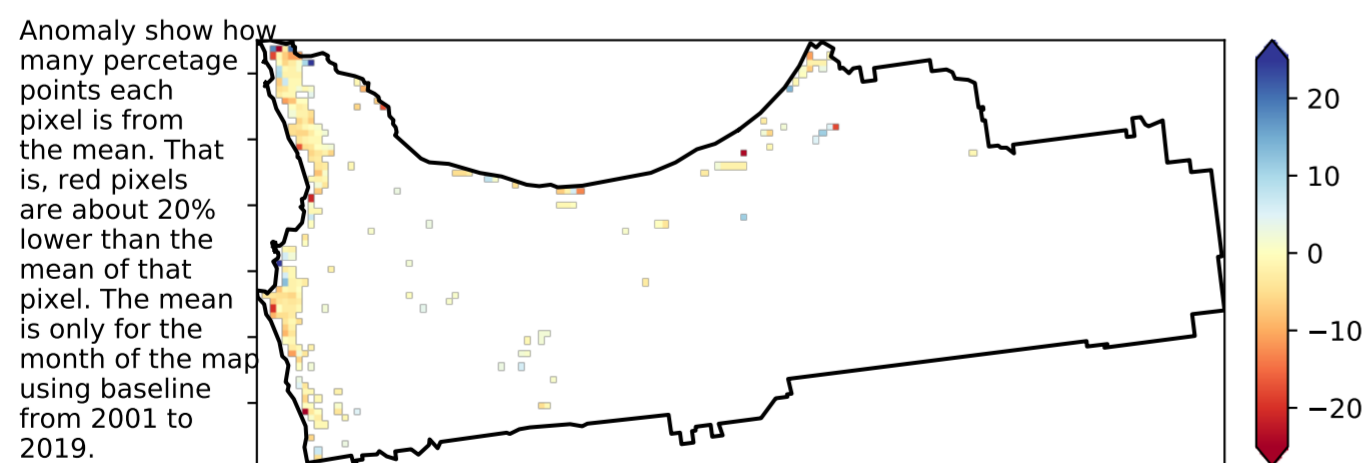 Anomaly show how
many percetage
points each
pixel is from
the mean. That
is, red pixels
are about 20%
lower than the
mean of that
pixel. The mean
is only for the
month of the map
using baseline
from 2001 to
2019.
20
10
0
−10
−20